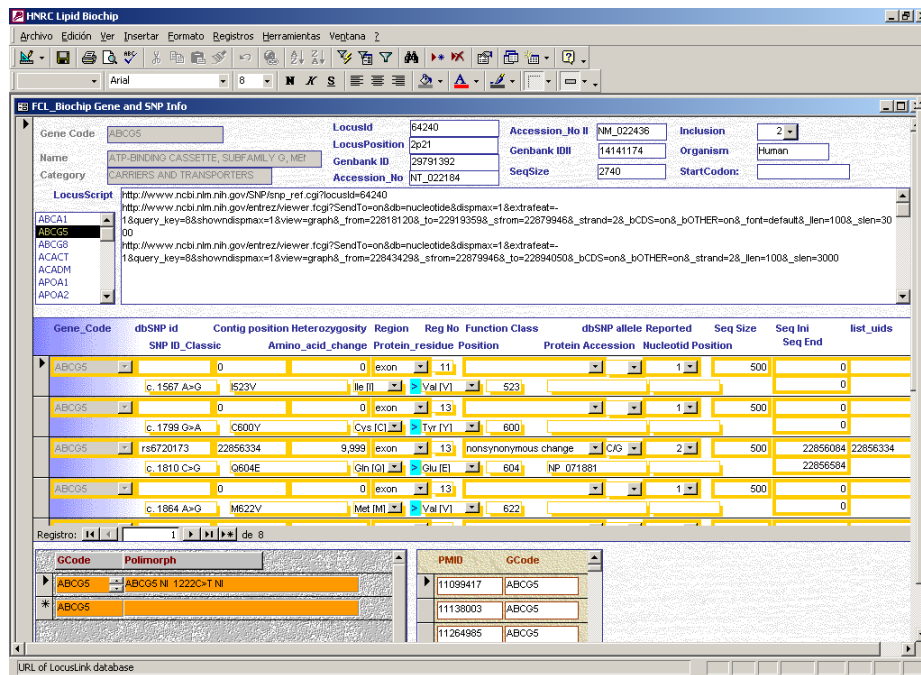 HNRC Lipid Biochip
Archivo Edición Ver Insertar Formato Registros Herramientas Ventana ?
Arial 8 N K S
FCL_Biochip Gene and SNP Info
Gene Code ABCG5 LocusId 64240 Accession_No II NM_022436 Inclusion 2
LocusPosition 2p21 Genbank IDII 14141174 Organism Human
Name ATP-BINDING CASSETTE, SUBFAMILY G, MEI Genbank ID 29791392
Category CARRIERS AND TRANSPORTERS Accession_No NT_022184 SeqSize 2740 StartCodon:
LocusScript http://www.ncbi.nlm.nih.gov/SNP/snp_ref.cgi?locusId=64240
http://www.ncbi.nlm.nih.gov/entrez/viewer.fcgi?SendTo=on&db=nucleotide&dispmax=1&extrafeat=-
1&query_key=8&showdispmax=1&view=graph&_from=22818120&_to=22919359&_sfrom=22879946&_strand=2&_bCDS=on&_bOTHER=on&_font=default&_llen=100&_slen=30
00
http://www.ncbi.nlm.nih.gov/entrez/viewer.fcgi?SendTo=on&db=nucleotide&dispmax=1&extrafeat=-
1&query_key=8&showdispmax=1&view=graph&_from=22843429&_sfrom=22879946&_to=22894050&_bCDS=on&_bOTHER=on&_strand=2&_llen=100&_slen=3000
ABCA1
ABCG5
ABCG8
ACACT
ACADM
APOA1
APOA2
Gene_Code dbSNP id Contig position Heterozygosity Region Reg No Function Class dbSNP allele Reported Seq Size Seq Ini list_uids
SNP ID_Classic Amino_acid_change Protein_residue Position Protein Accession Nucleotid Position Seq End
ABCG5 0 0 exon 11 1 500 0
c. 1567 A>G I523V Ile [I] > Val [V] 523 0
ABCG5 0 0 exon 13 1 500 0
c. 1799 G>A C600Y Cys [C] > Tyr [Y] 600 0
ABCG5 rs6720173 22856334 9,999 exon 13 nonsynonymous change C/G 2 500 22856084 22856334
c. 1810 C>G Q604E Gln [Q] > Glu [E] 604 NP_071881 22856584
ABCG5 0 0 exon 13 1 500 0
c. 1864 A>G M622V Met [M] > Val [V] 622 0
Registro: 1 de 8
GCode Polimorph
ABCG5 ABCG5 NI 1222C>T NI
* ABCG5
PMID GCode
11099417 ABCG5
11138003 ABCG5
11264985 ABCG5
URL of LocusLink database